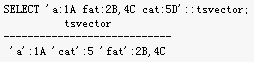 SELECT 'a:1A fat:2B,4C cat:5D'::tsvector;
tsvector
----------------------------
'a':1A 'cat':5 'fat':2B,4C